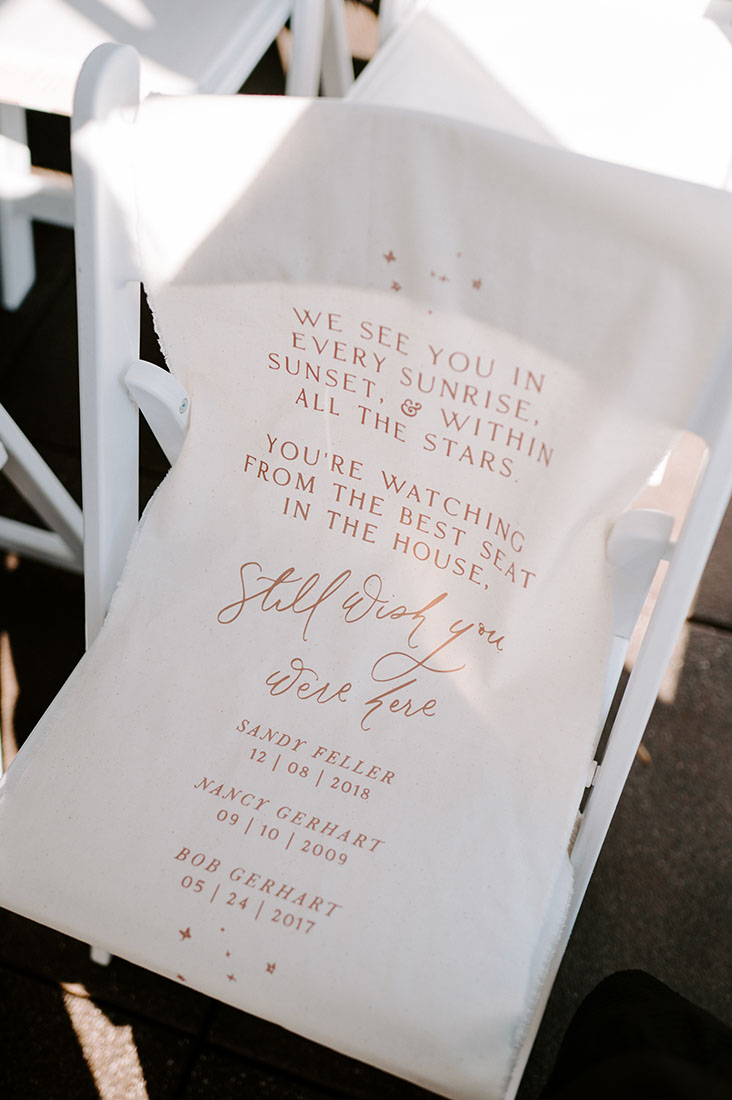 WE SEE YOU IN
EVERY SUNRISE,
SUNSET, & WITHIN
ALL THE STARS.
YOU'RE WATCHING
FROM THE BEST SEAT
IN THE HOUSE,
Still wish you
were here
SANDY FELLER
12 | 08 | 2018
NANCY GERHART
09 | 10 | 2009
BOB GERHART
05 | 24 | 2017